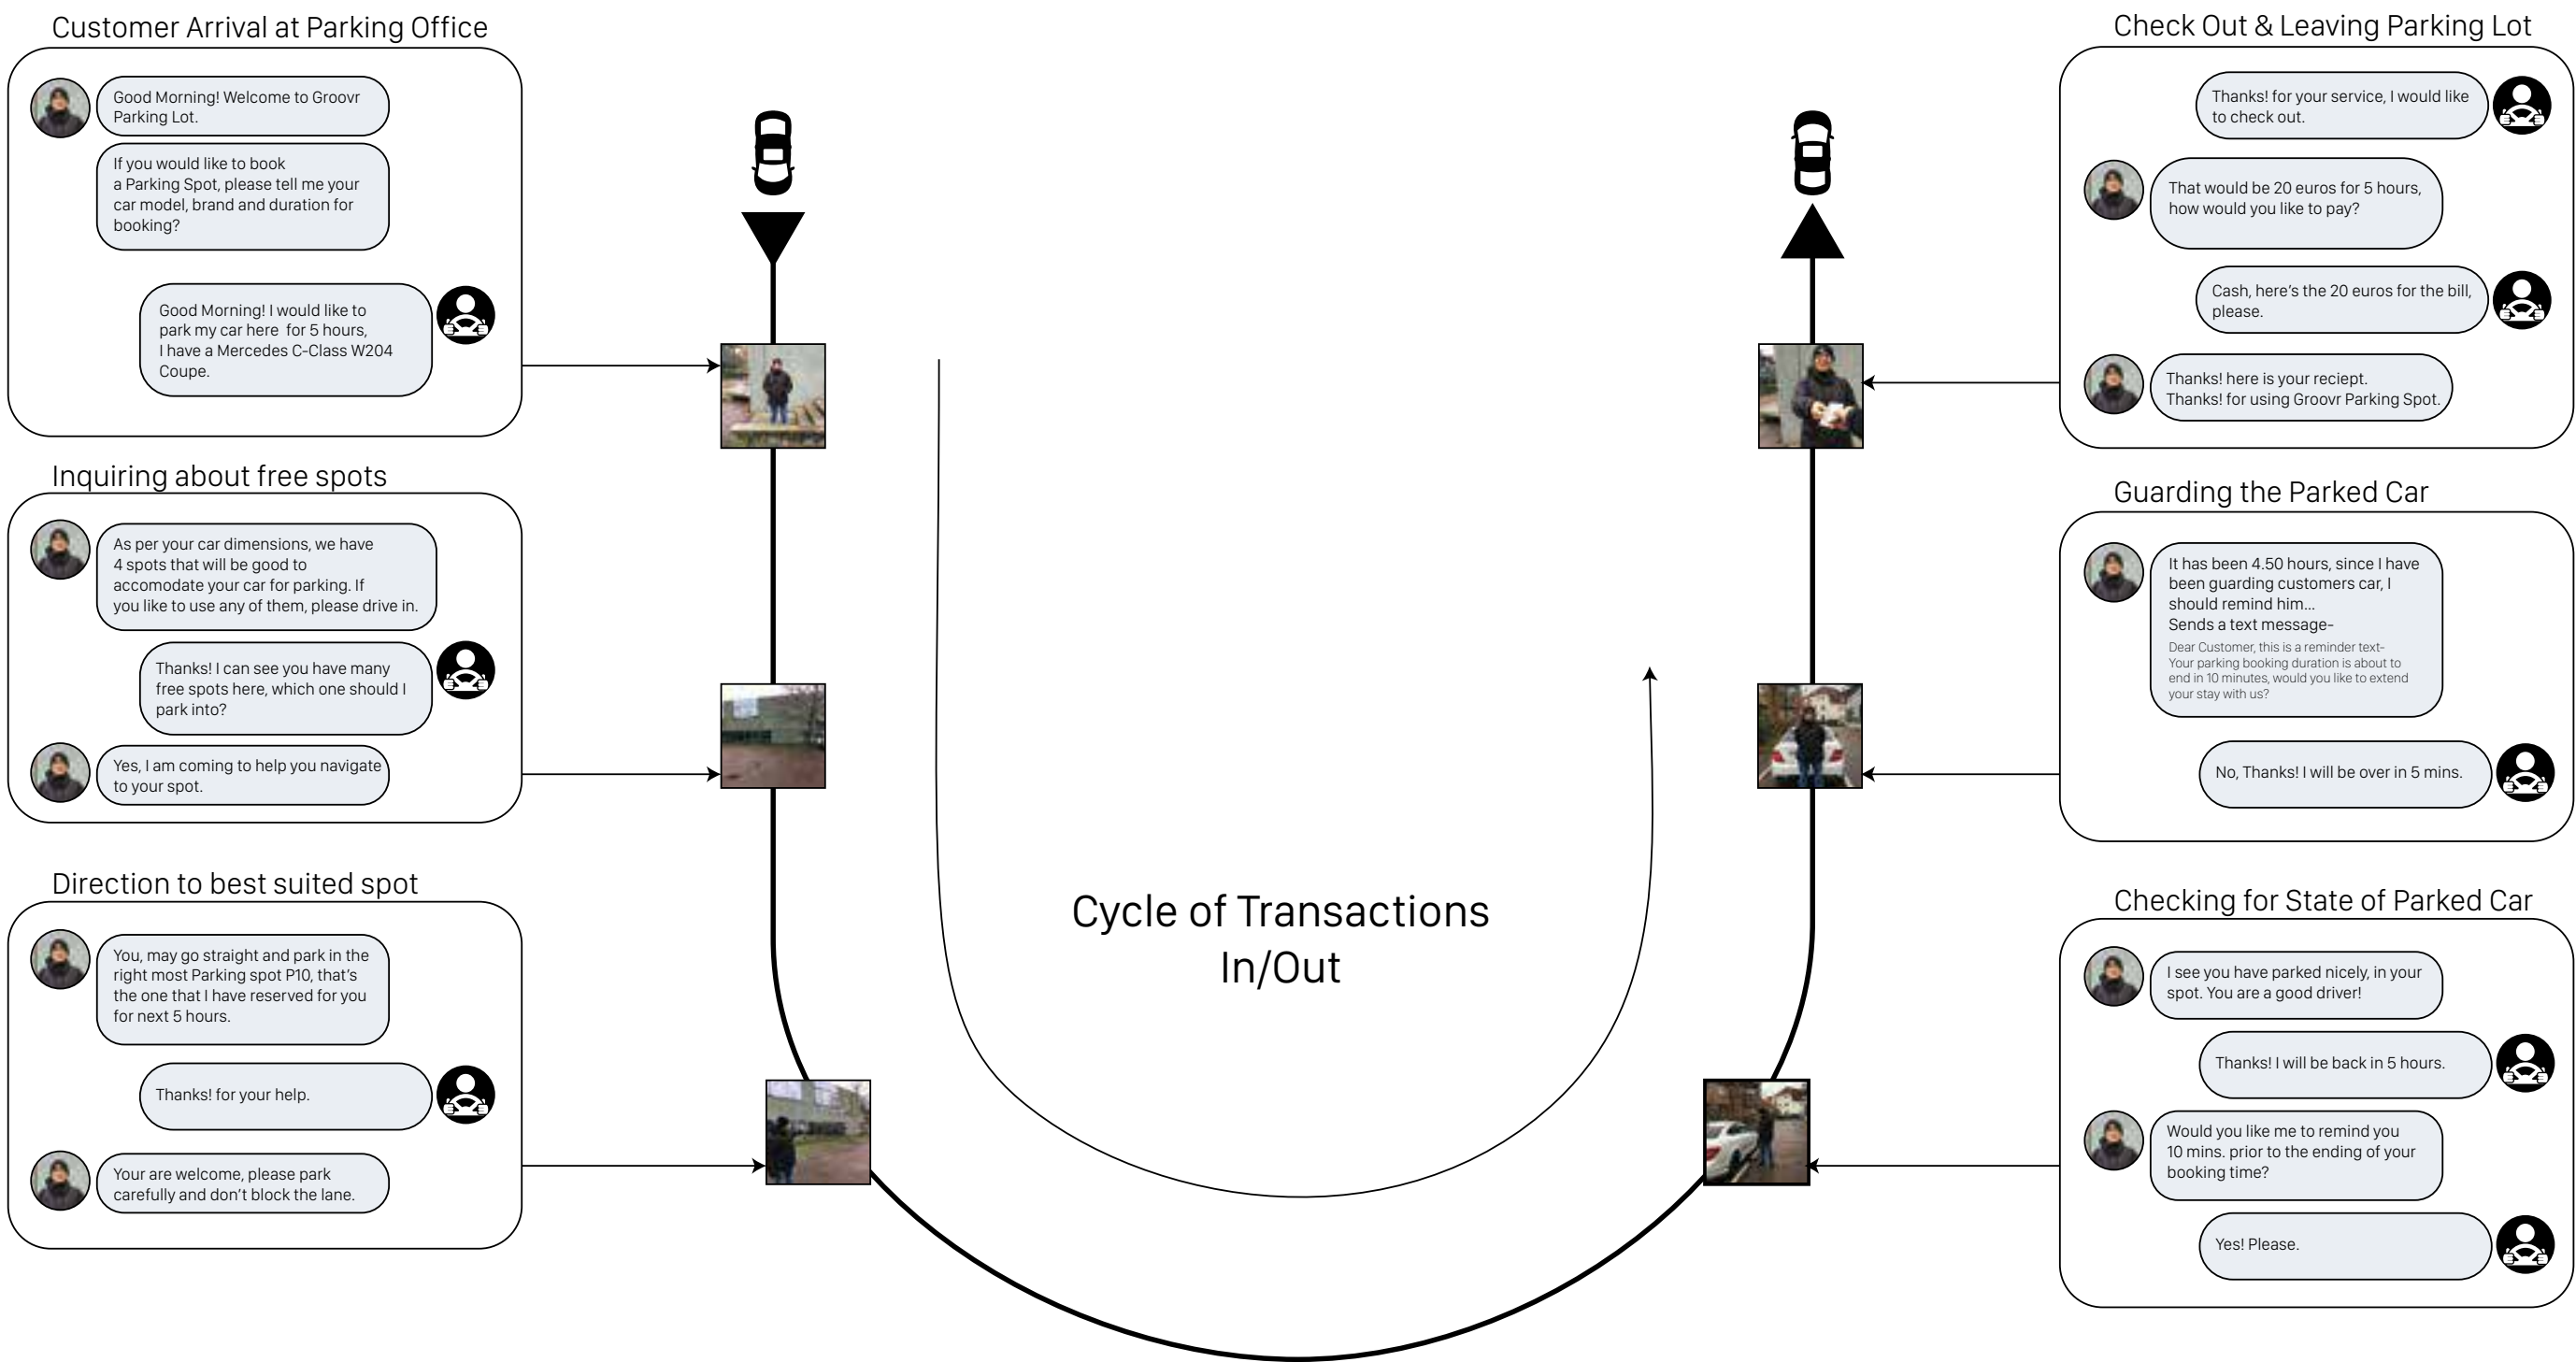 Customer Arrival at Parking Office
Good Morning! Welcome to Groovr
Parking Lot.
If you would like to book
a Parking Spot, please tell me your
car model, brand and duration for
booking?
Good Morning! I would like to
park my car here  for 5 hours,
I have a Mercedes C-Class W204
Coupe.
Inquiring about free spots
As per your car dimensions, we have
4 spots that will be good to
accomodate your car for parking. If
you like to use any of them, please drive in.
Thanks! I can see you have many
free spots here, which one should I
park into?
Yes, I am coming to help you navigate
to your spot.
Direction to best suited spot
You, may go straight and park in the
right most Parking spot P10, that's
the one that I have reserved for you
for next 5 hours.
Thanks! for your help.
Your are welcome, please park
carefully and don't block the lane.
Cycle of Transactions
In/Out
Check Out & Leaving Parking Lot
Thanks! for your service, I would like
to check out.
That would be 20 euros for 5 hours,
how would you like to pay?
Cash, here's the 20 euros for the bill,
please.
Thanks! here is your reciept.
Thanks! for using Groovr Parking Spot.
Guarding the Parked Car
It has been 4.50 hours, since I have
been guarding customers car, I
should remind him...
Sends a text message-
Dear Customer, this is a reminder text-
Your parking booking duration is about to
end in 10 minutes, would you like to extend
your stay with us?
No, Thanks! I will be over in 5 mins.
Checking for State of Parked Car
I see you have parked nicely, in your
spot. You are a good driver!
Thanks! I will be back in 5 hours.
Would you like me to remind you
10 mins. prior to the ending of your
booking time?
Yes! Please.